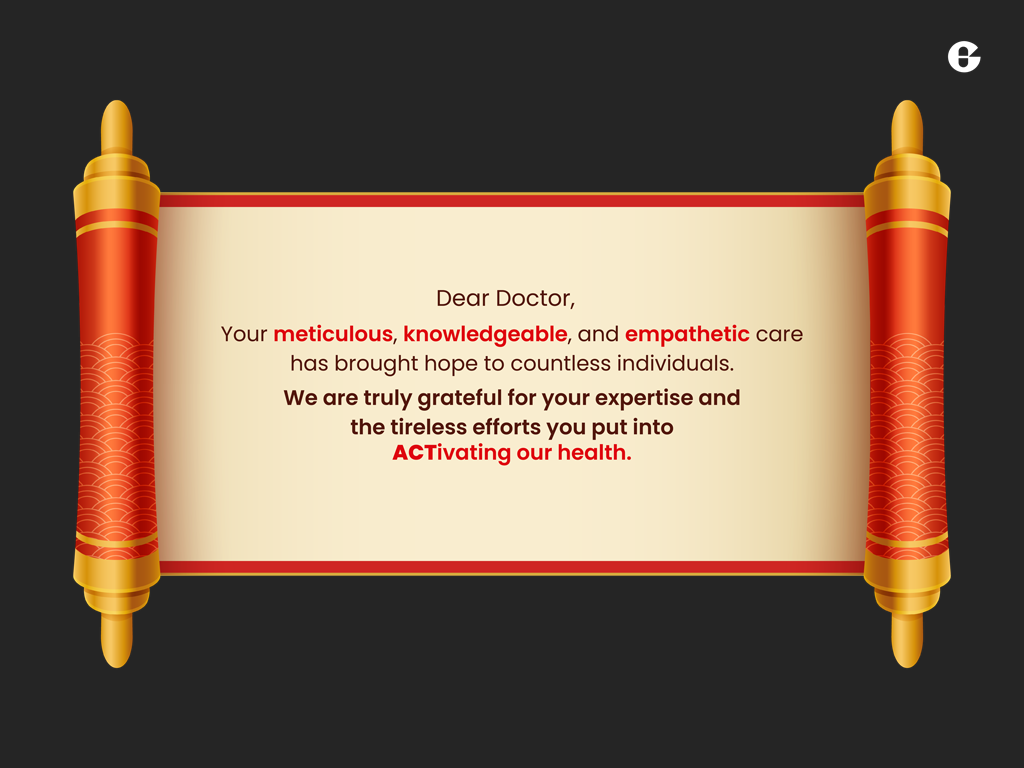 Dear Doctor,
Your meticulous, knowledgeable, and empathetic care
has brought hope to countless individuals.
We are truly grateful for your expertise and
the tireless efforts you put into
ACTivating our health.